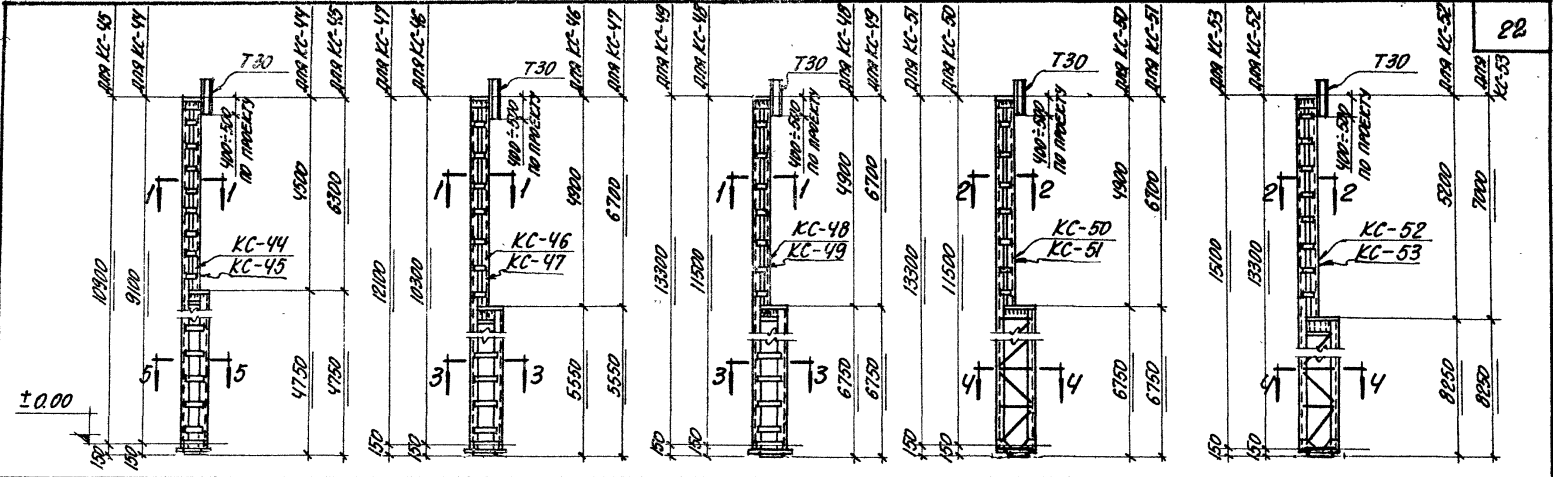 22
для КС-45
для КС-44
для КС-44
для КС-45
Т30
400÷500
по проекту
1
1
4500
6300
КС-44
КС-45
10900
9100
5
5
4750
4750
±0.00
150
150
для КС-47
для КС-46
для КС-46
для КС-47
Т30
400÷500
по проекту
1
1
4900
6700
КС-46
КС-47
12100
10300
3
3
5550
5550
150
150
для КС-49
для КС-48
для КС-48
для КС-49
Т30
400÷500
по проекту
1
1
4900
6700
КС-48
КС-49
13300
11500
3
3
6750
6750
150
150
для КС-51
для КС-50
для КС-50
для КС-51
Т30
400÷500
по проекту
2
2
4900
6700
КС-50
КС-51
13300
11500
4
4
6750
6750
150
150
для КС-53
для КС-52
для КС-52
для КС-53
Т30
400÷500
по проекту
2
2
5200
7000
КС-52
КС-53
15100
13300
4
4
8250
8250
150
150